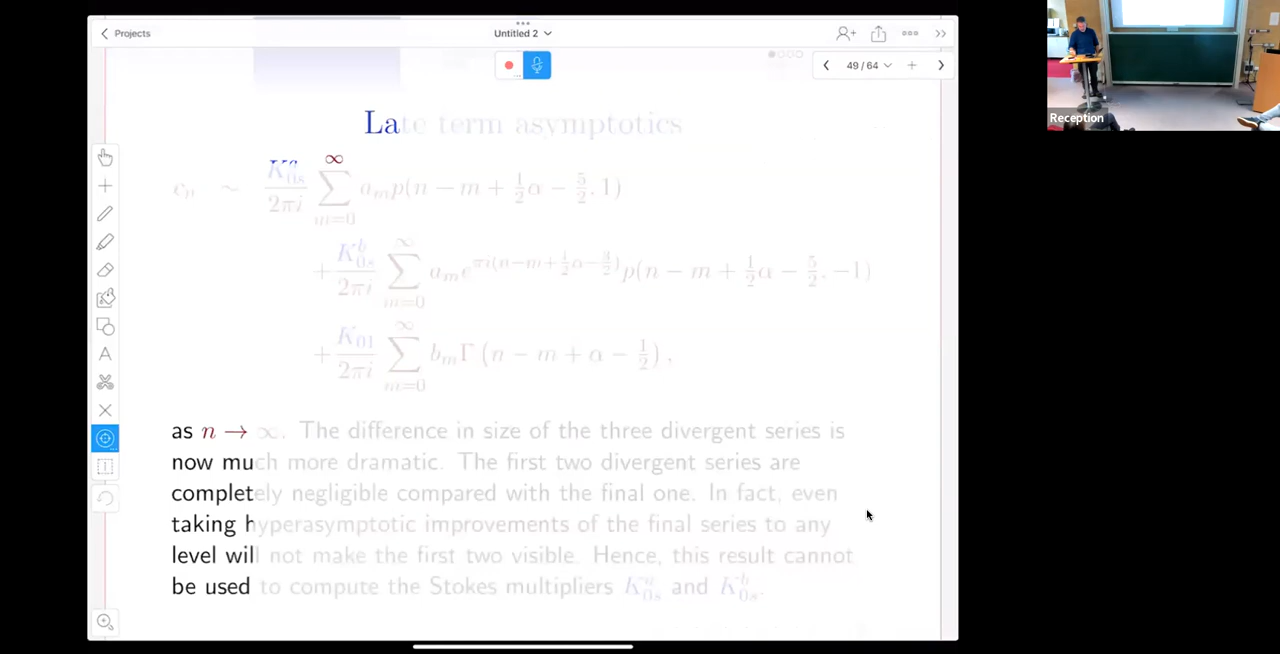 Projects
Untitled 2
49 / 64
Reception
Late term asymptotics
c_n ∼ K^a_{0s}/2πi ∑_{m=0}^∞ a_m p(n − m + ½α − 5/2, 1)
+ K^b_{0s}/2πi ∑_{m=0}^∞ a_m e^{πi(n−m+½α−3/2)} p(n − m + ½α − 5/2, −1)
+ K_{01}/2πi ∑_{m=0}^∞ b_m Γ(n − m + α − ½),
as n → ∞. The difference in size of the three divergent series is
now much more dramatic. The first two divergent series are
completely negligible compared with the final one. In fact, even
taking hyperasymptotic improvements of the final series to any
level will not make the first two visible. Hence, this result cannot
be used to compute the Stokes multipliers K^a_{0s} and K^b_{0s}.